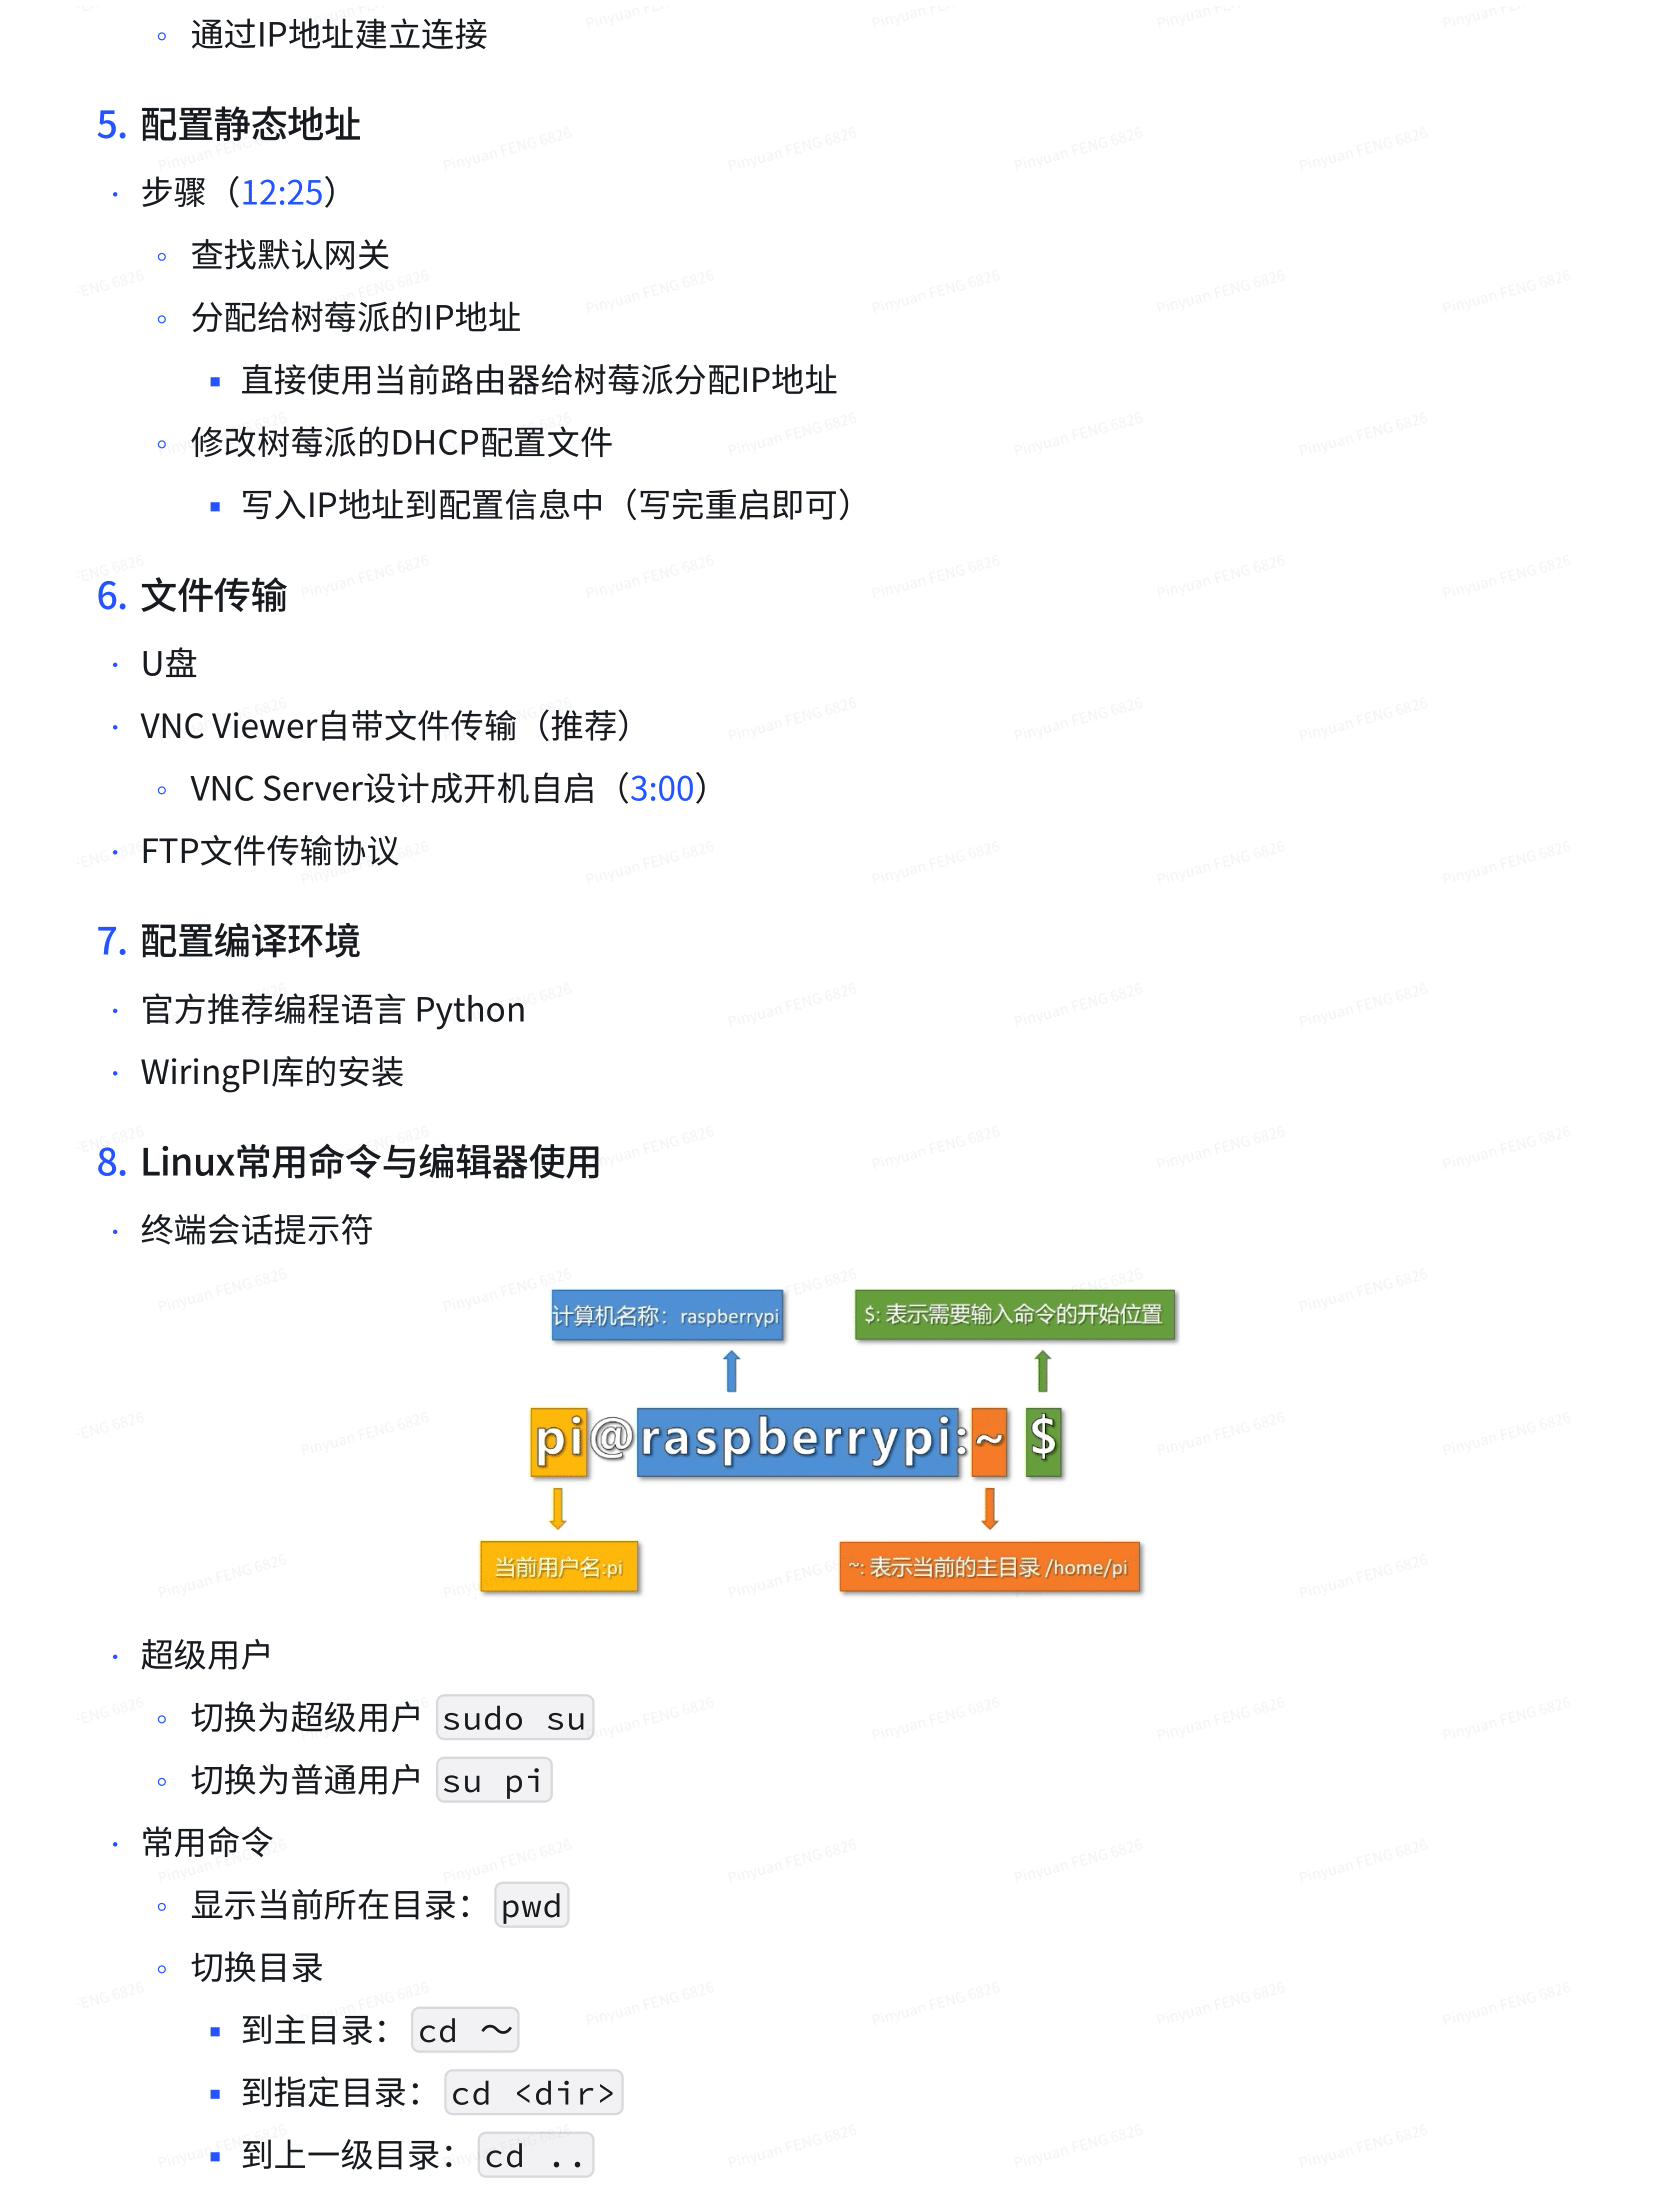 通过IP地址建立连接
5. 配置静态地址
步骤（12:25）
查找默认网关
分配给树莓派的IP地址
直接使用当前路由器给树莓派分配IP地址
修改树莓派的DHCP配置文件
写入IP地址到配置信息中（写完重启即可）
6. 文件传输
U盘
VNC Viewer自带文件传输（推荐）
VNC Server设计成开机自启（3:00）
FTP文件传输协议
7. 配置编译环境
官方推荐编程语言 Python
WiringPI库的安装
8. Linux常用命令与编辑器使用
终端会话提示符
计算机名称：raspberrypi
$: 表示需要输入命令的开始位置
pi@raspberrypi:~ $
当前用户名:pi
~: 表示当前的主目录 /home/pi
超级用户
切换为超级用户 sudo su
切换为普通用户 su pi
常用命令
显示当前所在目录： pwd
切换目录
到主目录： cd ～
到指定目录： cd <dir>
到上一级目录： cd ..
Pinyuan FENG 6826